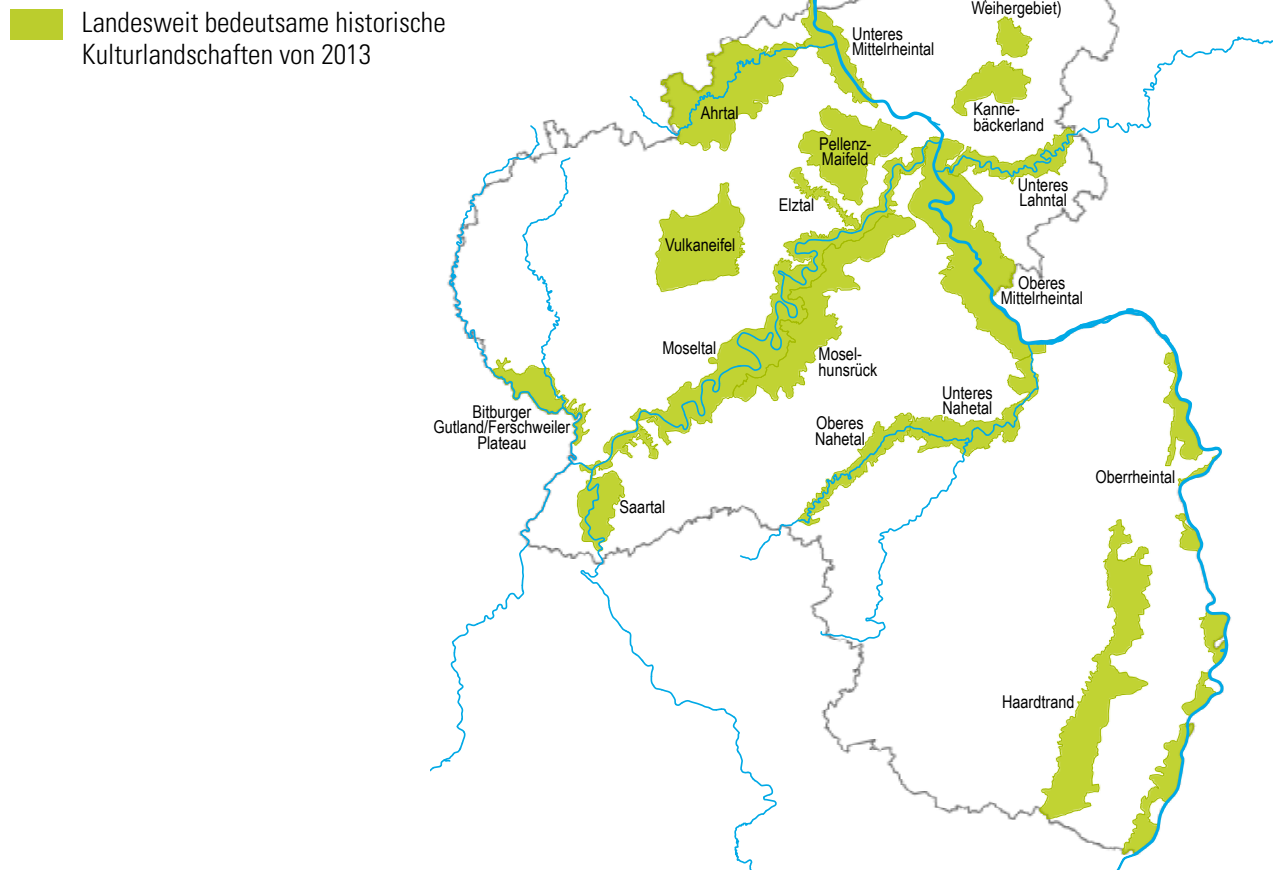 Landesweit bedeutsame historische
Kulturlandschaften von 2013
Weihergebiet)
Unteres
Mittelrheintal
Ahrtal
Kanne-
bäckerland
Pellenz-
Maifeld
Unteres
Lahntal
Elztal
Vulkaneifel
Oberes
Mittelrheintal
Moseltal
Mosel-
hunsrück
Bitburger
Gutland/Ferschweiler
Plateau
Unteres
Nahetal
Oberes
Nahetal
Oberrheintal
Saartal
Haardtrand